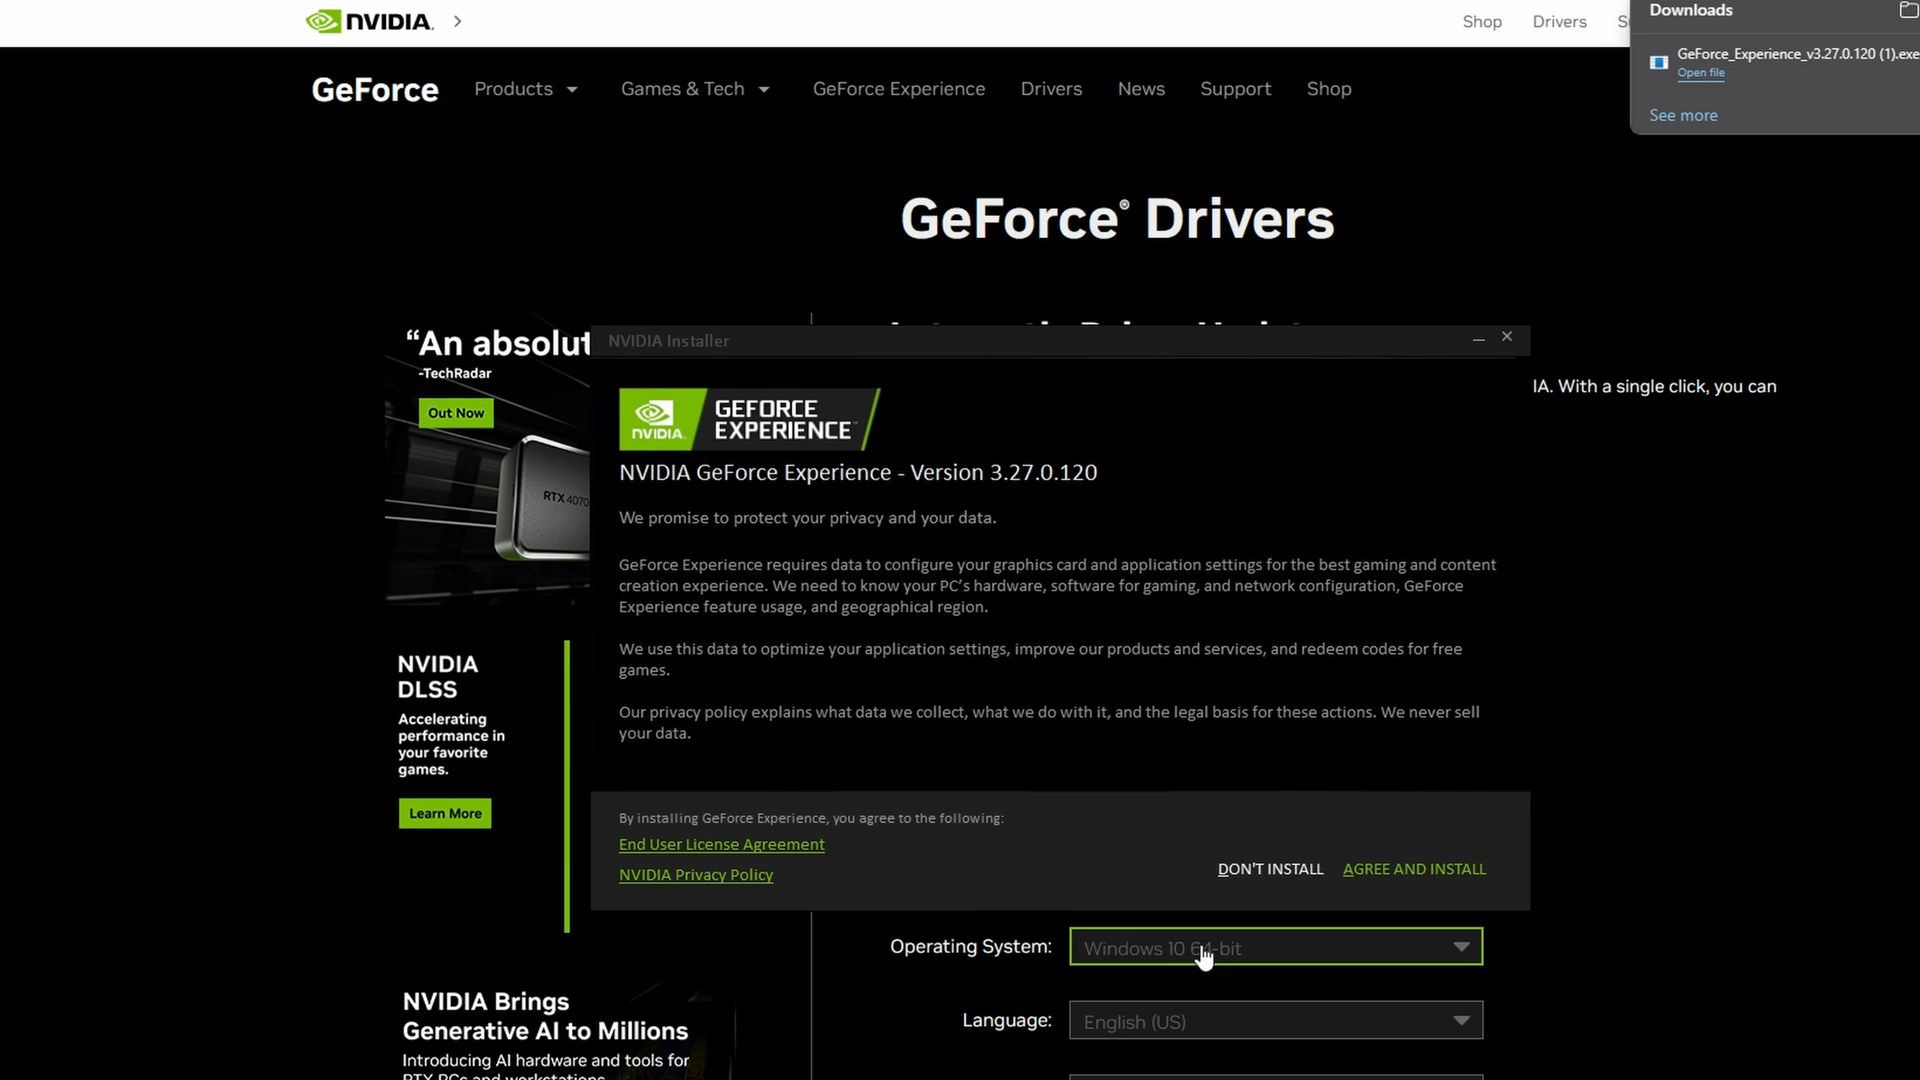 NVIDIA.
Shop
Drivers
Downloads
GeForce_Experience_v3.27.0.120 (1).exe
Open file
See more
GeForce
Products
Games & Tech
GeForce Experience
Drivers
News
Support
Shop
GeForce® Drivers
“An absolut
-TechRadar
Out Now
RTX 4070
IA. With a single click, you can
NVIDIA Installer
NVIDIA.
GEFORCE
EXPERIENCE™
NVIDIA GeForce Experience - Version 3.27.0.120
We promise to protect your privacy and your data.
GeForce Experience requires data to configure your graphics card and application settings for the best gaming and content
creation experience. We need to know your PC’s hardware, software for gaming, and network configuration, GeForce
Experience feature usage, and geographical region.
We use this data to optimize your application settings, improve our products and services, and redeem codes for free
games.
Our privacy policy explains what data we collect, what we do with it, and the legal basis for these actions. We never sell
your data.
By installing GeForce Experience, you agree to the following:
End User License Agreement
NVIDIA Privacy Policy
DON'T INSTALL
AGREE AND INSTALL
NVIDIA
DLSS
Accelerating
performance in
your favorite
games.
Learn More
Operating System:
Windows 10 64-bit
Language:
English (US)
NVIDIA Brings
Generative AI to Millions
Introducing AI hardware and tools for
RTX PCs and workstations